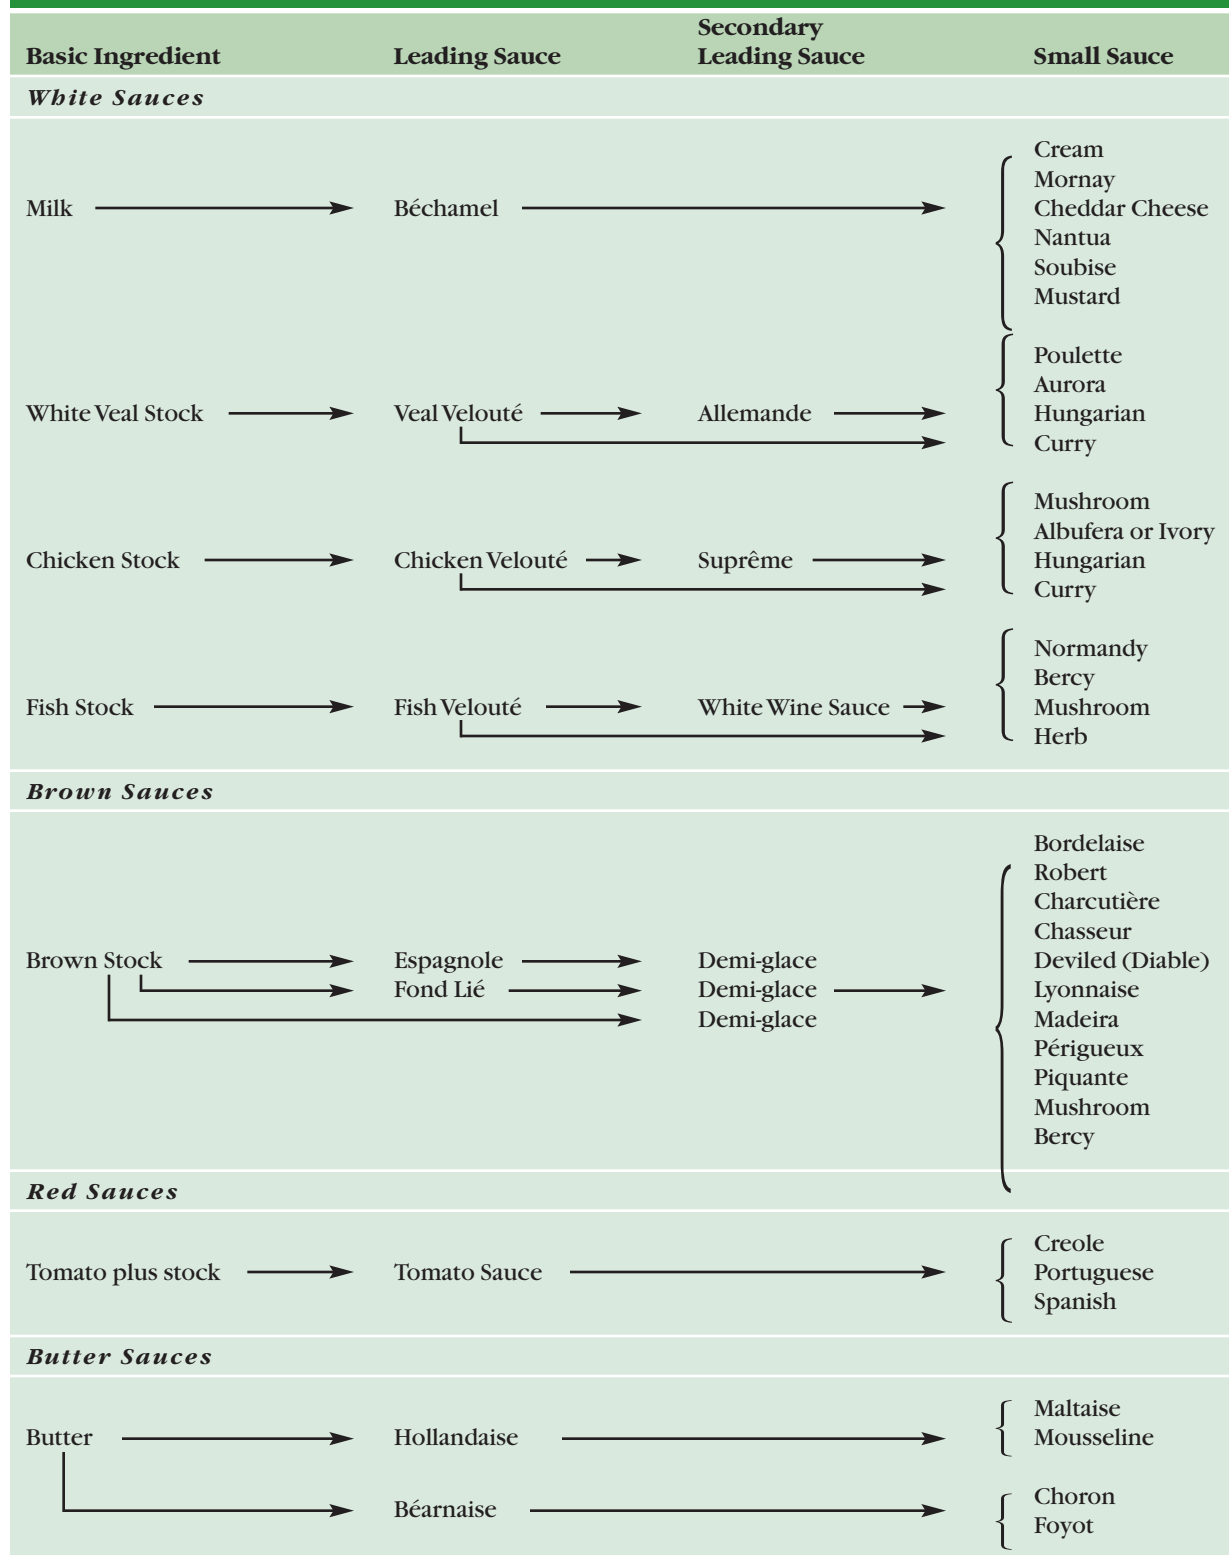 Basic Ingredient Leading Sauce Secondary Leading Sauce Small Sauce
White Sauces
Cream
Mornay
Milk Béchamel Cheddar Cheese
Nantua
Soubise
Mustard
Poulette
Aurora
White Veal Stock Veal Velouté Allemande Hungarian
Curry
Mushroom
Albufera or Ivory
Chicken Stock Chicken Velouté Suprême Hungarian
Curry
Normandy
Bercy
Fish Stock Fish Velouté White Wine Sauce Mushroom
Herb
Brown Sauces
Bordelaise
Robert
Charcutière
Chasseur
Brown Stock Espagnole Demi-glace Deviled (Diable)
Fond Lié Demi-glace Lyonnaise
Demi-glace Madeira
Périgueux
Piquante
Mushroom
Bercy
Red Sauces
Creole
Tomato plus stock Tomato Sauce Portuguese
Spanish
Butter Sauces
Maltaise
Butter Hollandaise Mousseline
Choron
Béarnaise Foyot